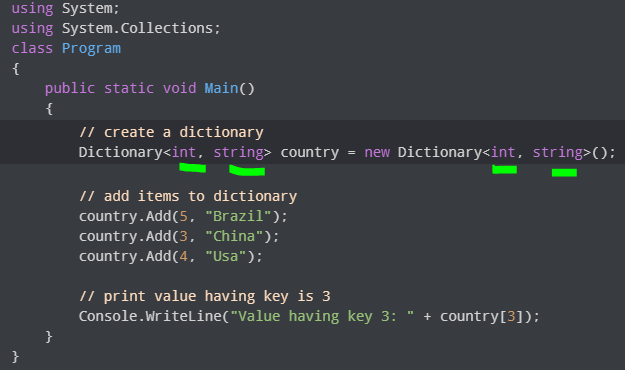 using System;
using System.Collections;
class Program
{
    public static void Main()
    {
        // create a dictionary
        Dictionary<int, string> country = new Dictionary<int, string>();

        // add items to dictionary
        country.Add(5, "Brazil");
        country.Add(3, "China");
        country.Add(4, "Usa");

        // print value having key is 3
        Console.WriteLine("Value having key 3: " + country[3]);
    }
}